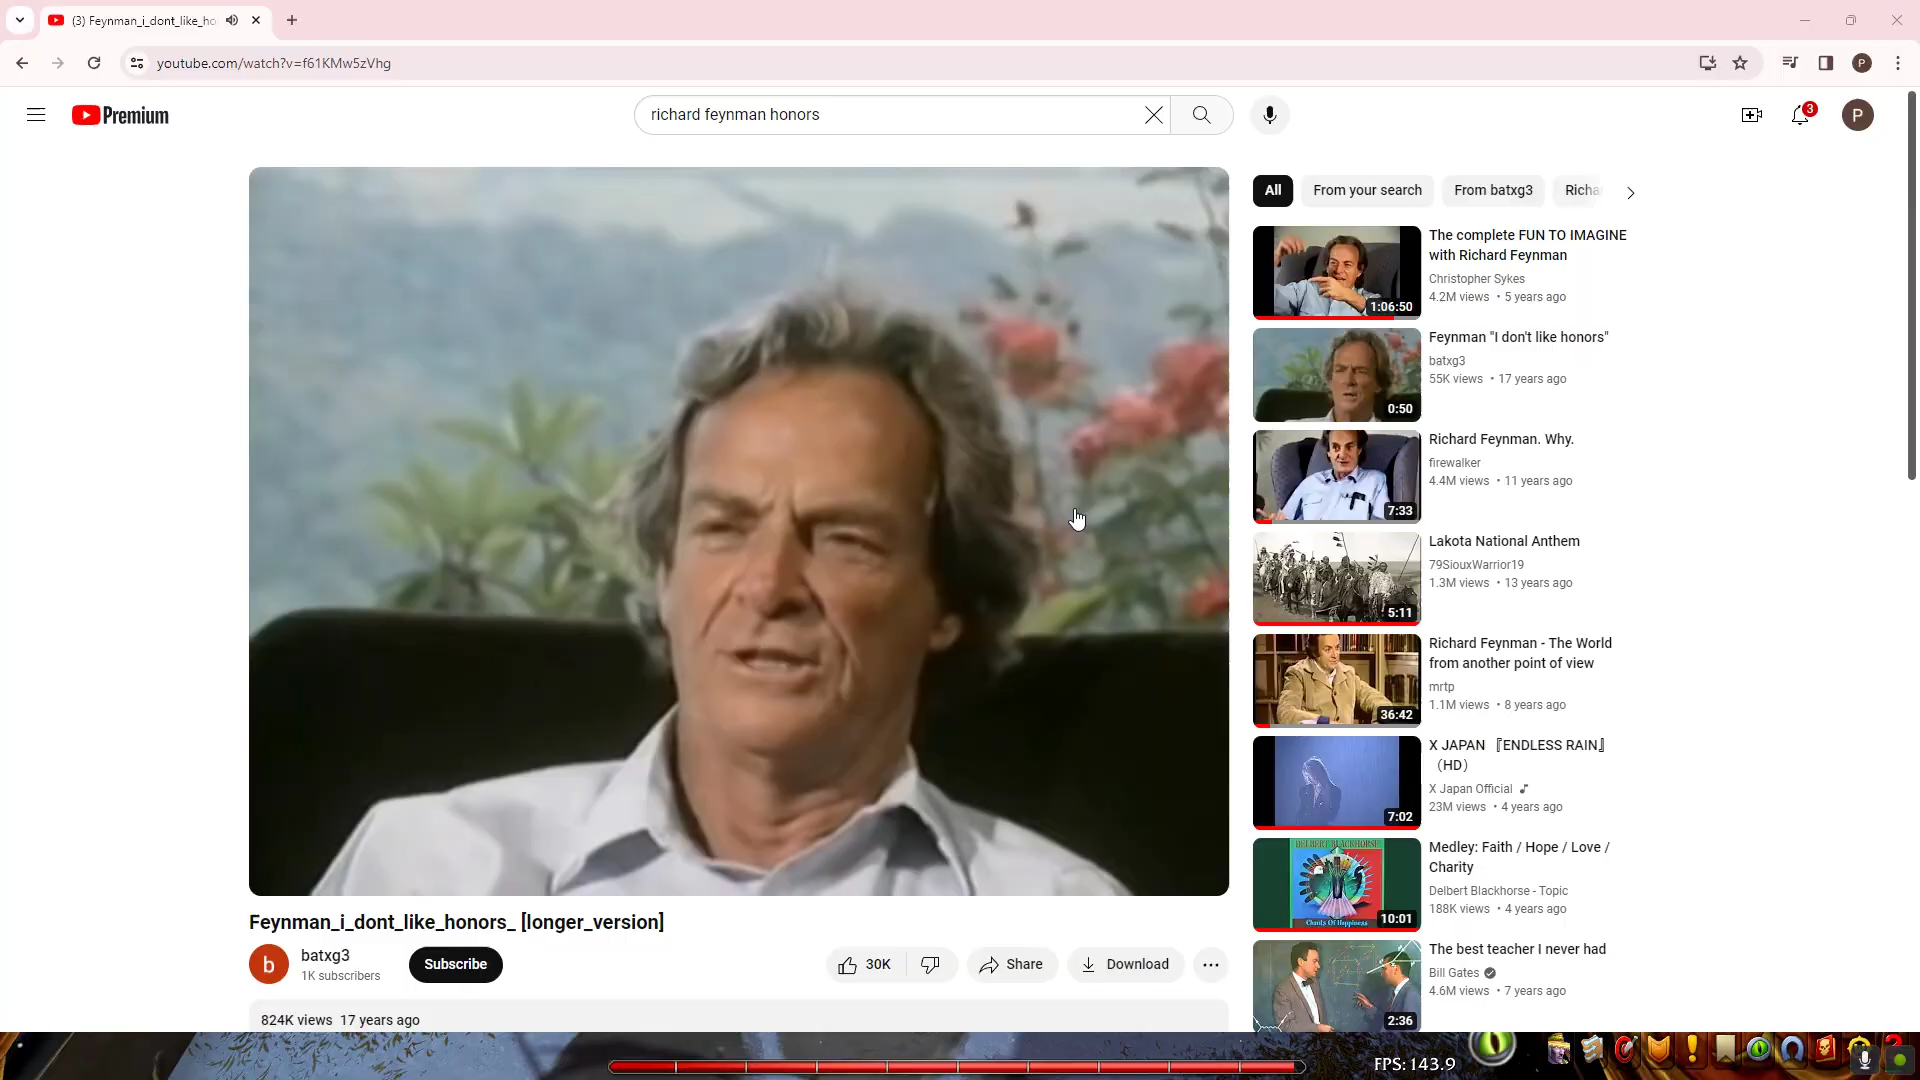 (3) Feynman_i_dont_like_ho
youtube.com/watch?v=f61KMw5zVhg
P
Premium
richard feynman honors
3
P
All
From your search
From batxg3
Richa
1:06:50
The complete FUN TO IMAGINE
with Richard Feynman
Christopher Sykes
4.2M views • 5 years ago
0:50
Feynman "I don't like honors"
batxg3
55K views • 17 years ago
7:33
Richard Feynman. Why.
firewalker
4.4M views • 11 years ago
5:11
Lakota National Anthem
79SiouxWarrior19
1.3M views • 13 years ago
36:42
Richard Feynman - The World
from another point of view
mrtp
1.1M views • 8 years ago
7:02
X JAPAN 『ENDLESS RAIN』
（HD）
X Japan Official
23M views • 4 years ago
DELBERT BLACKHORSE
Chants Of Happiness
10:01
Medley: Faith / Hope / Love /
Charity
Delbert Blackhorse - Topic
188K views • 4 years ago
2:36
The best teacher I never had
Bill Gates
4.6M views • 7 years ago
Feynman_i_dont_like_honors_ [longer_version]
b
batxg3
1K subscribers
Subscribe
30K
Share
Download
824K views 17 years ago
FPS: 143.9